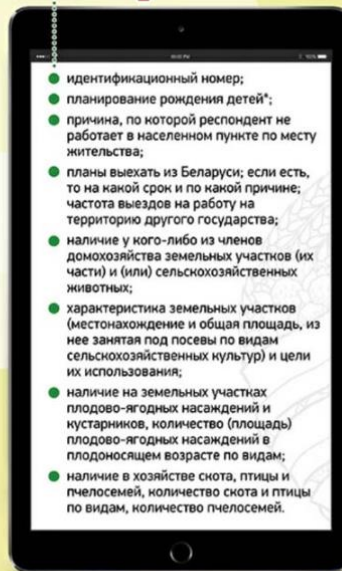 идентификационный номер;
планирование рождения детей*;
причина, по которой респондент не
работает в населенном пункте по месту
жительства;
планы выехать из Беларуси; если есть,
то на какой срок и по какой причине;
частота выездов на работу на
территорию другого государства;
наличие у кого-либо из членов
домохозяйства земельных участков (их
части) и (или) сельскохозяйственных
животных;
характеристика земельных участков
(местонахождение и общая площадь, из
нее занятая под посевы по видам
сельскохозяйственных культур) и цели
их использования;
наличие на земельных участках
плодово-ягодных насаждений и
кустарников, количество (площадь)
плодово-ягодных насаждений в
плодоносящем возрасте по видам;
наличие в хозяйстве скота, птицы и
пчелосемей, количество скота и птицы
по видам, количество пчелосемей.